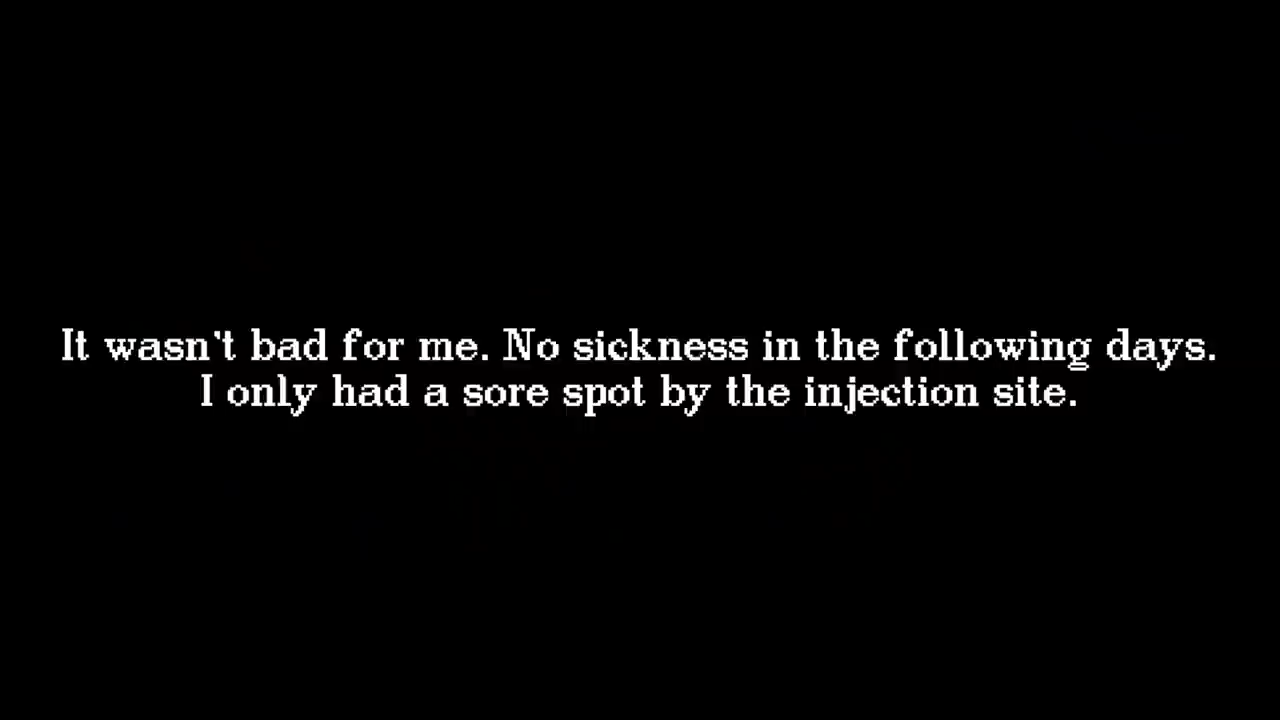 It wasn't bad for me. No sickness in the following days.
I only had a sore spot by the injection site.